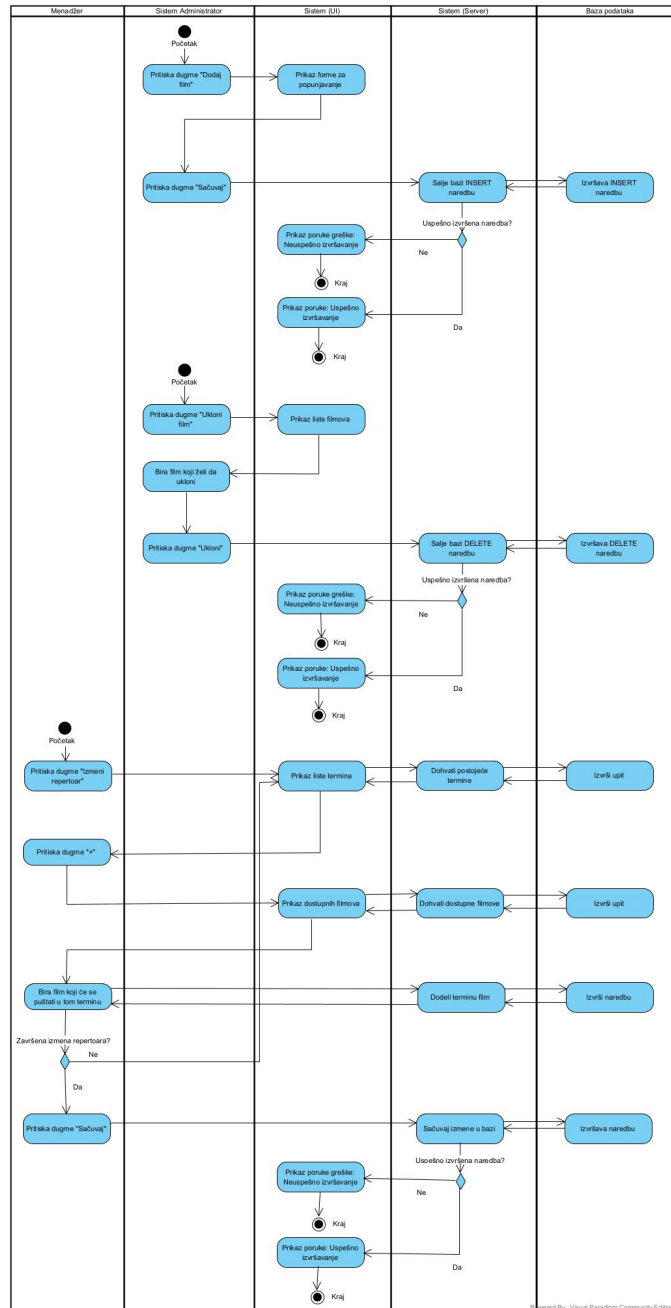 Menadžer
Sistem Administrator
Sistem (UI)
Sistem (Server)
Baza podataka
Početak
Pritiska dugme "Dodaj
film"
Prikaz forme za
popunjavanje
Pritiska dugme "Sačuvaj"
Salje bazi INSERT
naredbu
Izvršava INSERT
naredbu
Uspešno izvršena naredba?
Prikaz poruke greške:
Neuspešno izvršavanje
Ne
Kraj
Prikaz poruke: Uspešno
izvršavanje
Da
Kraj
Početak
Pritiska dugme "Ukloni
film"
Prikaz liste filmova
Bira film koji želi da
ukloni
Pritiska dugme "Ukloni"
Salje bazi DELETE
naredbu
Izvršava DELETE
naredbu
Uspešno izvršena naredba?
Prikaz poruke greške:
Neuspešno izvršavanje
Ne
Kraj
Prikaz poruke: Uspešno
izvršavanje
Da
Kraj
Početak
Pritiska dugme "Izmeni
repertoar"
Prikaz liste termina
Dohvati postojeće
termine
Izvrši upit
Pritiska dugme "+"
Prikaz dostupnih filmova
Dohvati dostupne filmove
Izvrši upit
Bira film koji će se
puštati u tom terminu
Dodeli terminu film
Izvrši naredbu
Završena izmena repertoara?
Ne
Da
Pritiska dugme "Sačuvaj"
Sačuvaj izmene u bazi
Izvršava naredbu
Usoešno izvršena naredba?
Prikaz poruke greške:
Neuspešno izvršavanje
Ne
Kraj
Prikaz poruke: Uspešno
izvršavanje
Da
Kraj
Powered By: Visual Paradigm Community Edition